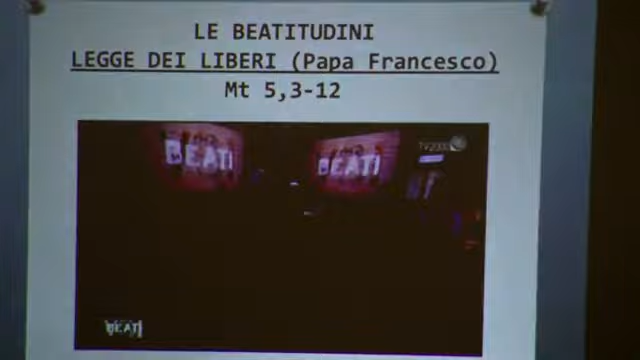 LE BEATITUDINI
LEGGE DEI LIBERI (Papa Francesco)
Mt 5,3-12
BEATI
BEATI
TV2000
BEATI